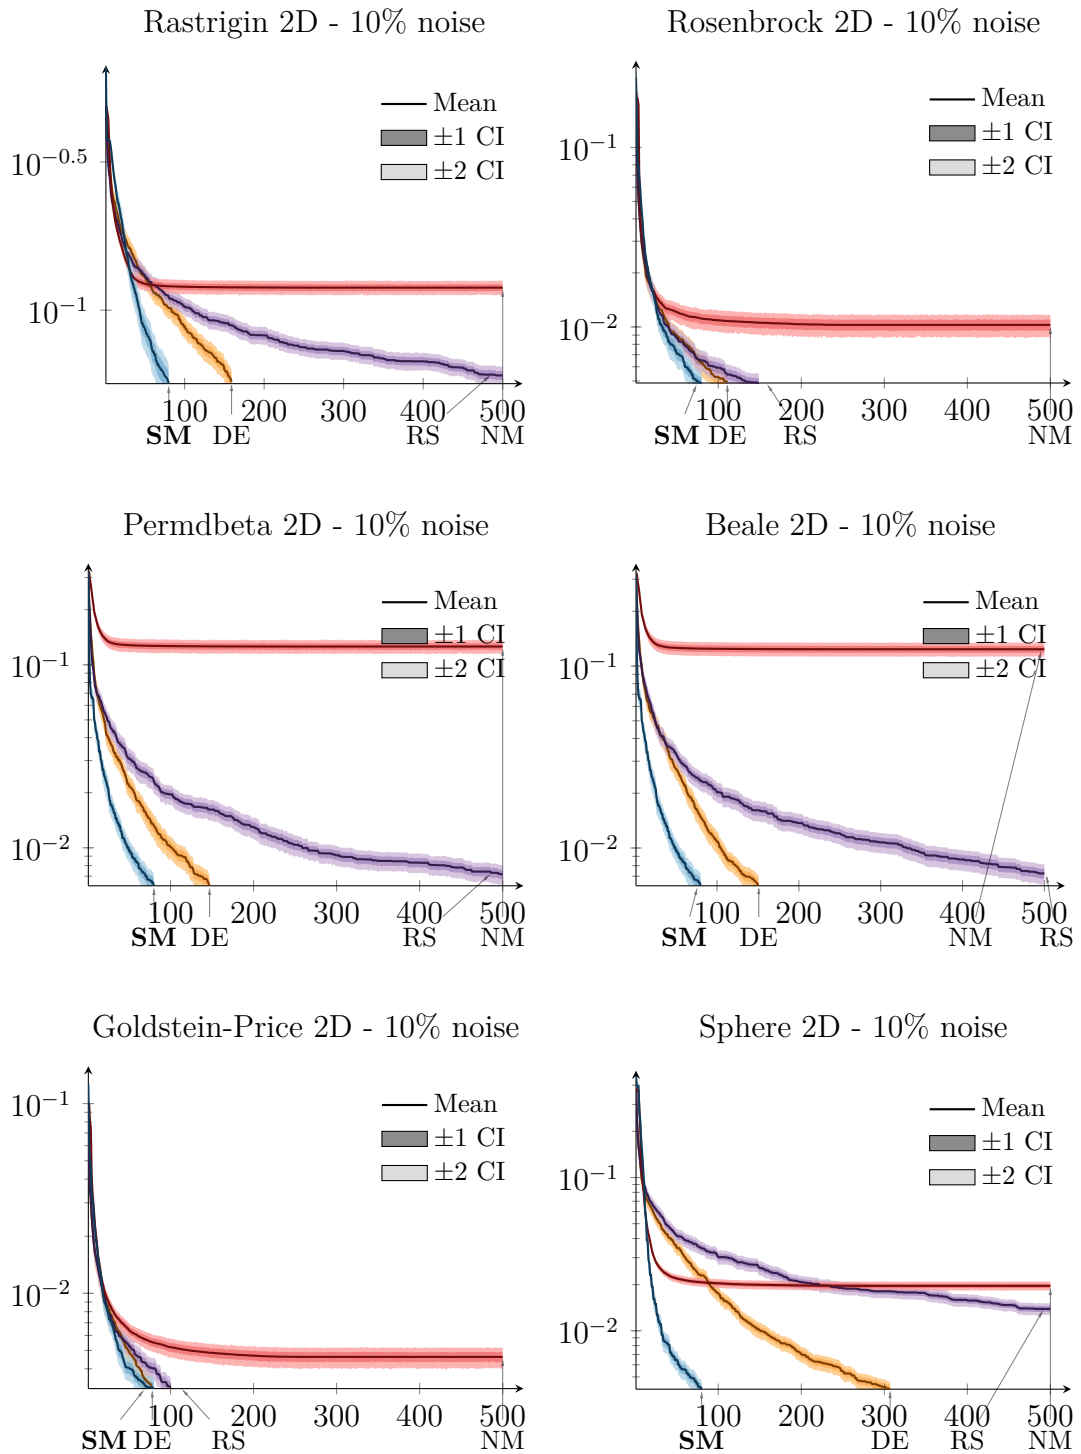 Rastrigin 2D - 10% noise
Mean
±1 CI
±2 CI
10^−0.5
10^−1
100 200 300 400 500
SM DE RS NM
Rosenbrock 2D - 10% noise
Mean
±1 CI
±2 CI
10^−1
10^−2
100 200 300 400 500
SM DE RS NM
Permdbeta 2D - 10% noise
Mean
±1 CI
±2 CI
10^−1
10^−2
100 200 300 400 500
SM DE RS NM
Beale 2D - 10% noise
Mean
±1 CI
±2 CI
10^−1
10^−2
100 200 300 400 500
SM DE NM RS
Goldstein-Price 2D - 10% noise
Mean
±1 CI
±2 CI
10^−1
10^−2
100 200 300 400 500
SM DE RS NM
Sphere 2D - 10% noise
Mean
±1 CI
±2 CI
10^−1
10^−2
100 200 300 400 500
SM DE RS NM